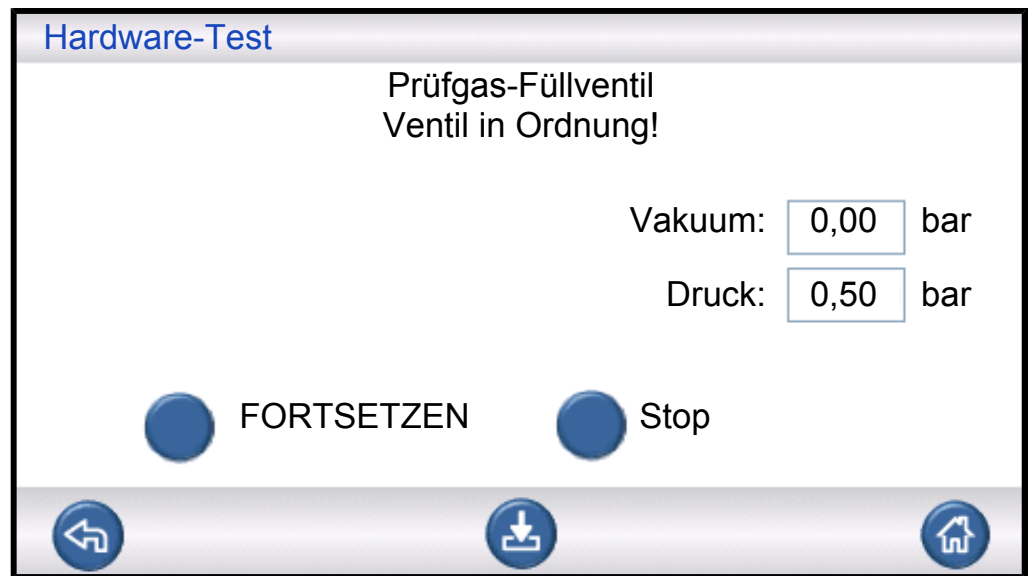 Hardware-Test
Prüfgas-Füllventil
Ventil in Ordnung!
Vakuum: 0,00 bar
Druck: 0,50 bar
FORTSETZEN Stop